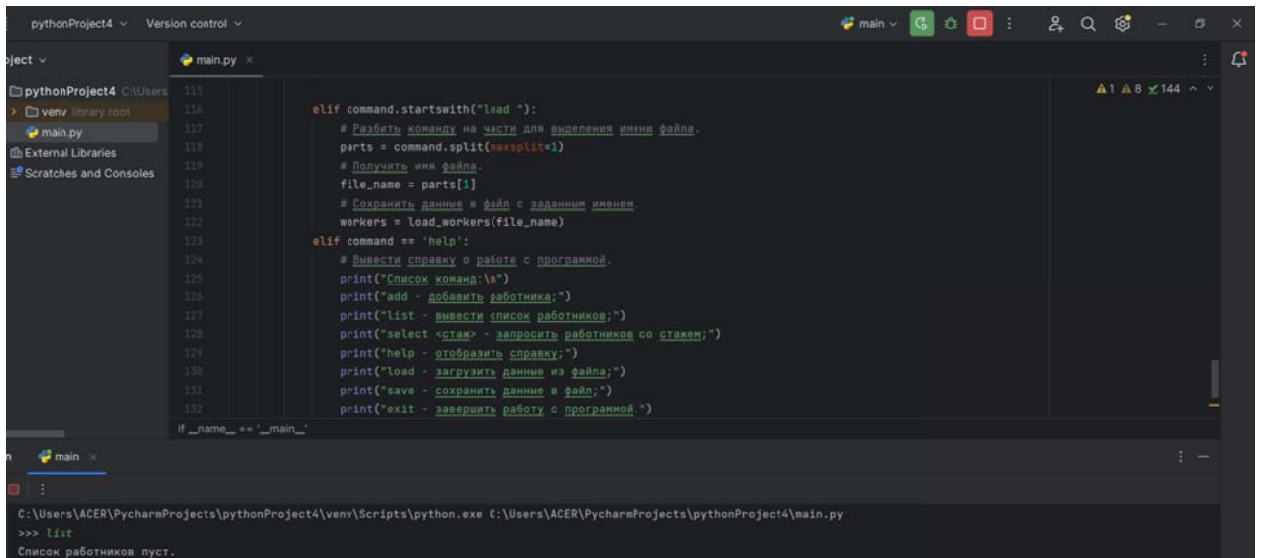 pythonProject4 Version control main
oject
main.py
pythonProject4 C:\Users
venv library root
main.py
External Libraries
Scratches and Consoles
1 8 144
115
116 elif command.startswith("load "):
117 # Разбить команду на части для выделения имени файла.
118 parts = command.split(maxsplit=1)
119 # Получить имя файла.
120 file_name = parts[1]
121 # Сохранить данные в файл с заданным именем.
122 workers = load_workers(file_name)
123 elif command == 'help':
124 # Вывести справку о работе с программой.
125 print("Список команд:\n")
126 print("add - добавить работника;")
127 print("list - вывести список работников;")
128 print("select <стаж> - запросить работников со стажем;")
129 print("help - отобразить справку;")
130 print("load - загрузить данные из файла;")
131 print("save - сохранить данные в файл;")
132 print("exit - завершить работу с программой.")
if __name__ == '__main__'
n main
C:\Users\ACER\PycharmProjects\pythonProject4\venv\Scripts\python.exe C:\Users\ACER\PycharmProjects\pythonProject4\main.py
>>> list
Список работников пуст.